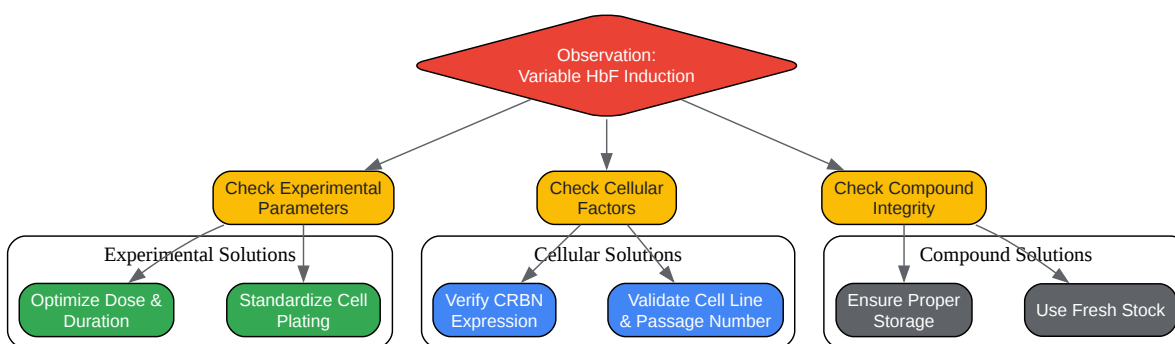 Observation:
Variable HbF Induction
Check Experimental
Parameters
Check Cellular
Factors
Check Compound
Integrity
Experimental Solutions
Cellular Solutions
Compound Solutions
Optimize Dose &
Duration
Standardize Cell
Plating
Verify CRBN
Expression
Validate Cell Line
& Passage Number
Ensure Proper
Storage
Use Fresh Stock